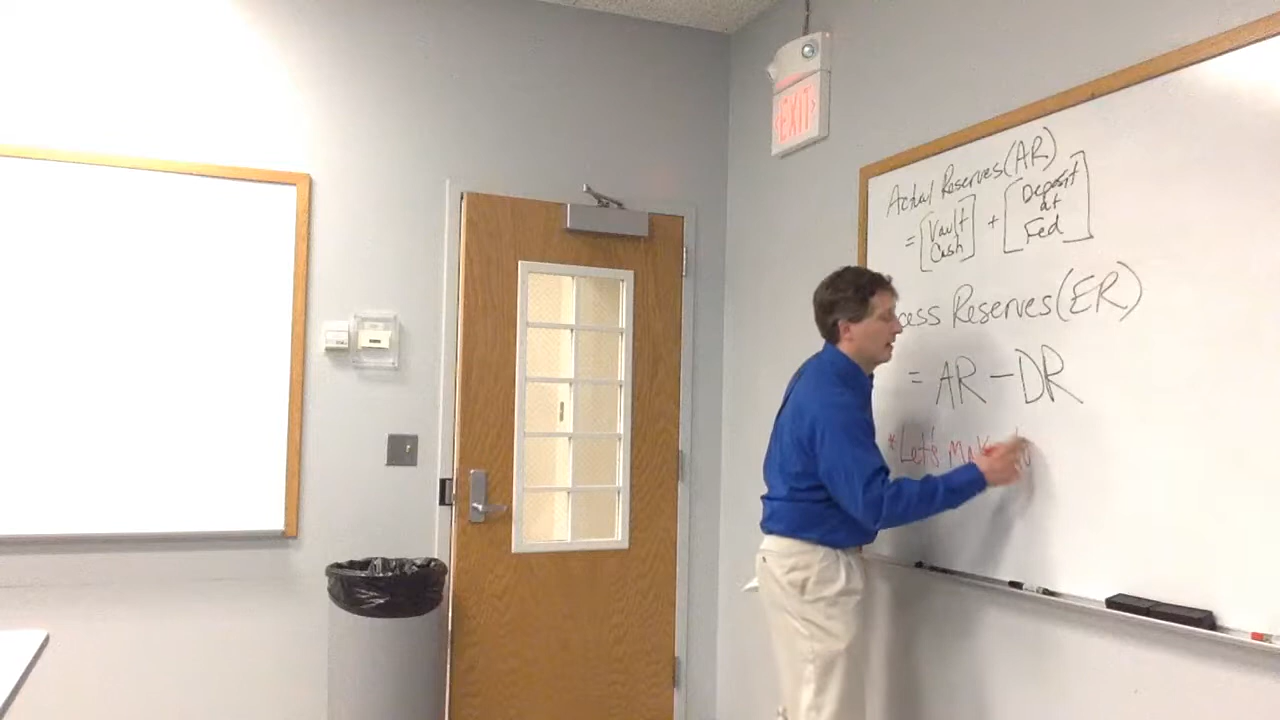 EXIT
Actual Reserves (AR)
= [Vault Cash] + [Deposit at Fed]
cess Reserves (ER)
= AR - DR
*Let's make